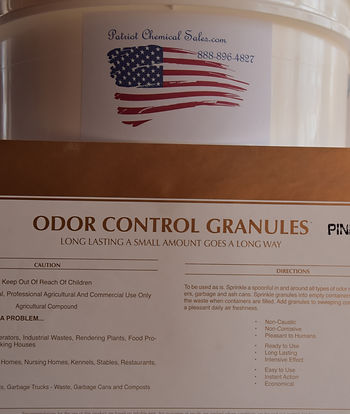 Patriot Chemical Sales.com
888-896-4827
ODOR CONTROL GRANULES
PIN
LONG LASTING A SMALL AMOUNT GOES A LONG WAY
CAUTION
Keep Out Of Reach Of Children
al, Professional Agricultural And Commercial Use Only
Agricultural Compound
A PROBLEM...
erators, Industrial Wastes, Rendering Plants, Food Pro-
king Houses
Homes, Nursing Homes, Kennels, Stables, Restaurants,
s, Garbage Trucks - Waste, Garbage Cans and Composts
DIRECTIONS
To be used as is. Sprinkle a spoonful in and around all types of odor
ers, garbage and ash cans. Sprinkle granules into empty container
the waste when containers are filled. Add granules to sweeping co
a pleasant daily air freshness.
• Non-Caustic
• Non-Corrosive
• Pleasant to Humans
• Ready to Use
• Long Lasting
• Intensive Effect
• Easy to Use
• Instant Action
• Economical